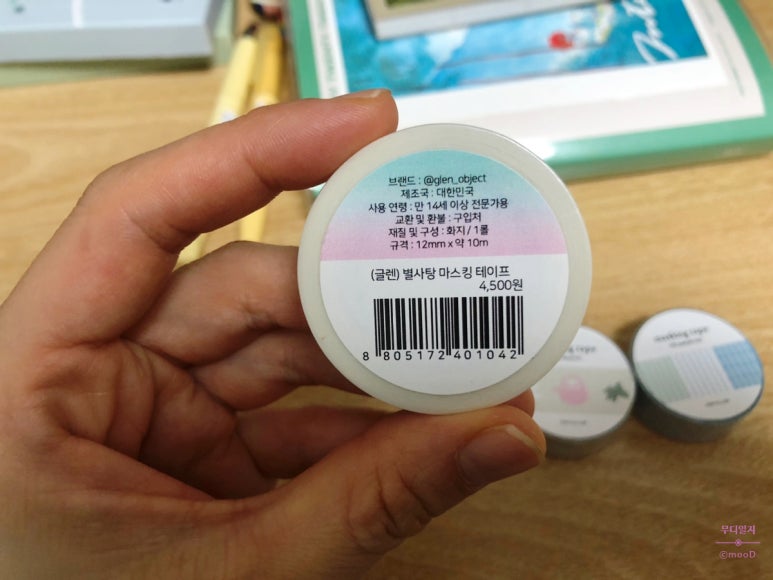 브랜드 : @glen_object
제조국 : 대한민국
사용 연령 : 만 14세 이상 전문가용
교환 및 환불 : 구입처
재질 및 구성 : 화지 / 1롤
규격 : 12mm x 약 10m
(글렌) 별사탕 마스킹 테이프
4,500원
8 805172 401042
masking tape
무디일지
©mooD